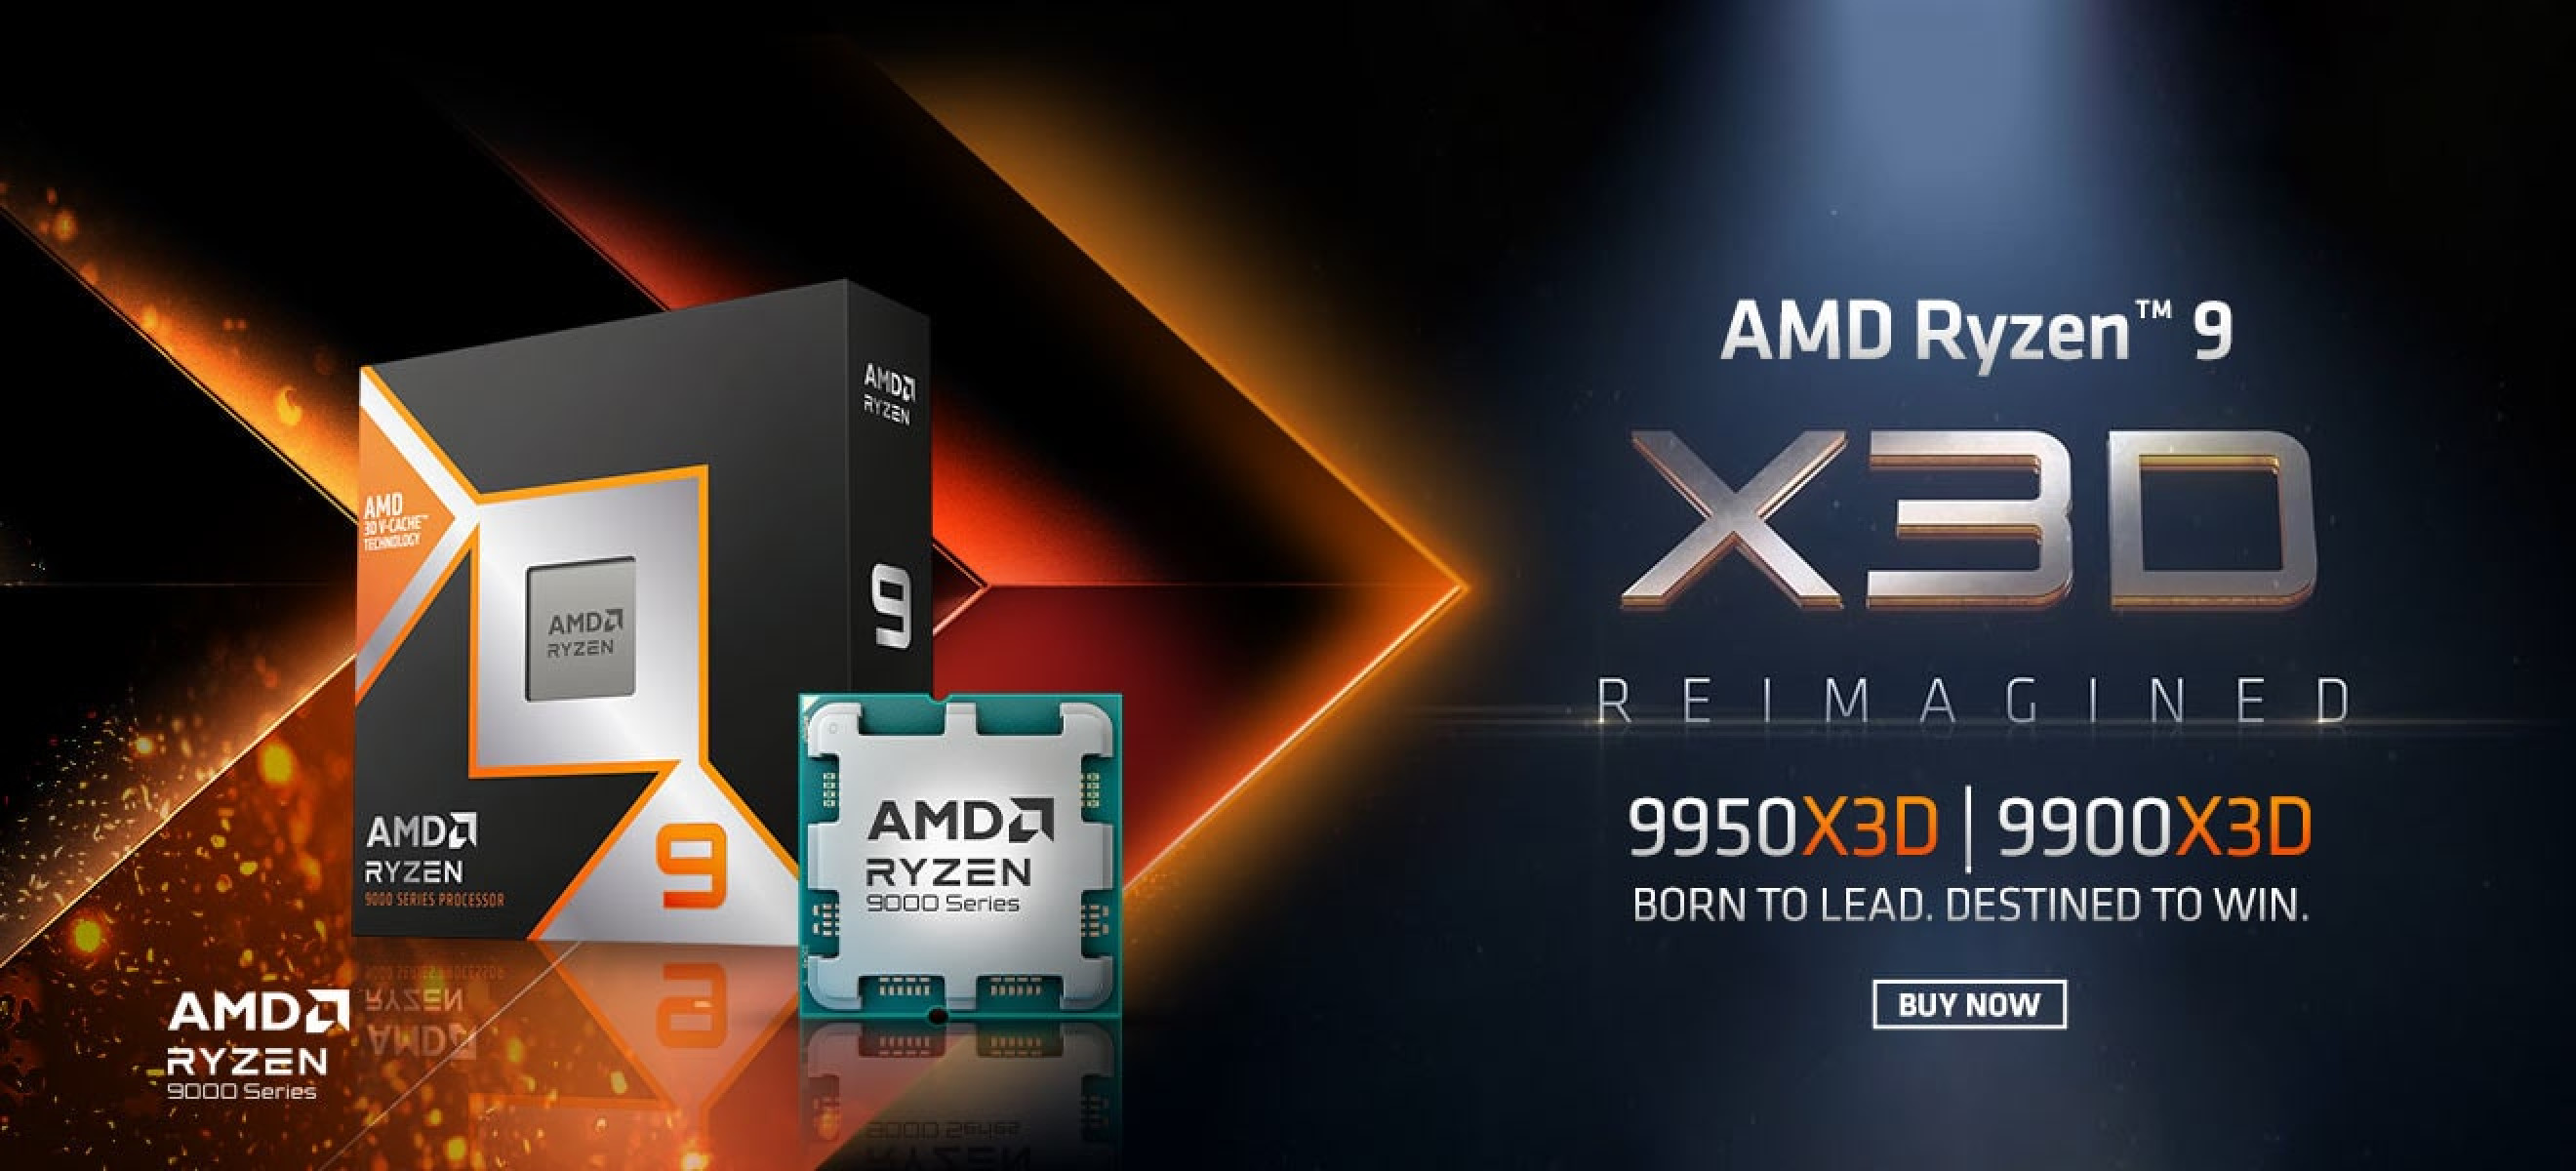 AMD
RYZEN
9
AMD
3D V-CACHE™
TECHNOLOGY
AMD
RYZEN
AMD
RYZEN
9000 SERIES PROCESSOR
9
AMD
RYZEN
9000 Series
AMD
RYZEN
9000 Series
AMD Ryzen™ 9
X3D
REIMAGINED
9950X3D | 9900X3D
BORN TO LEAD. DESTINED TO WIN.
BUY NOW